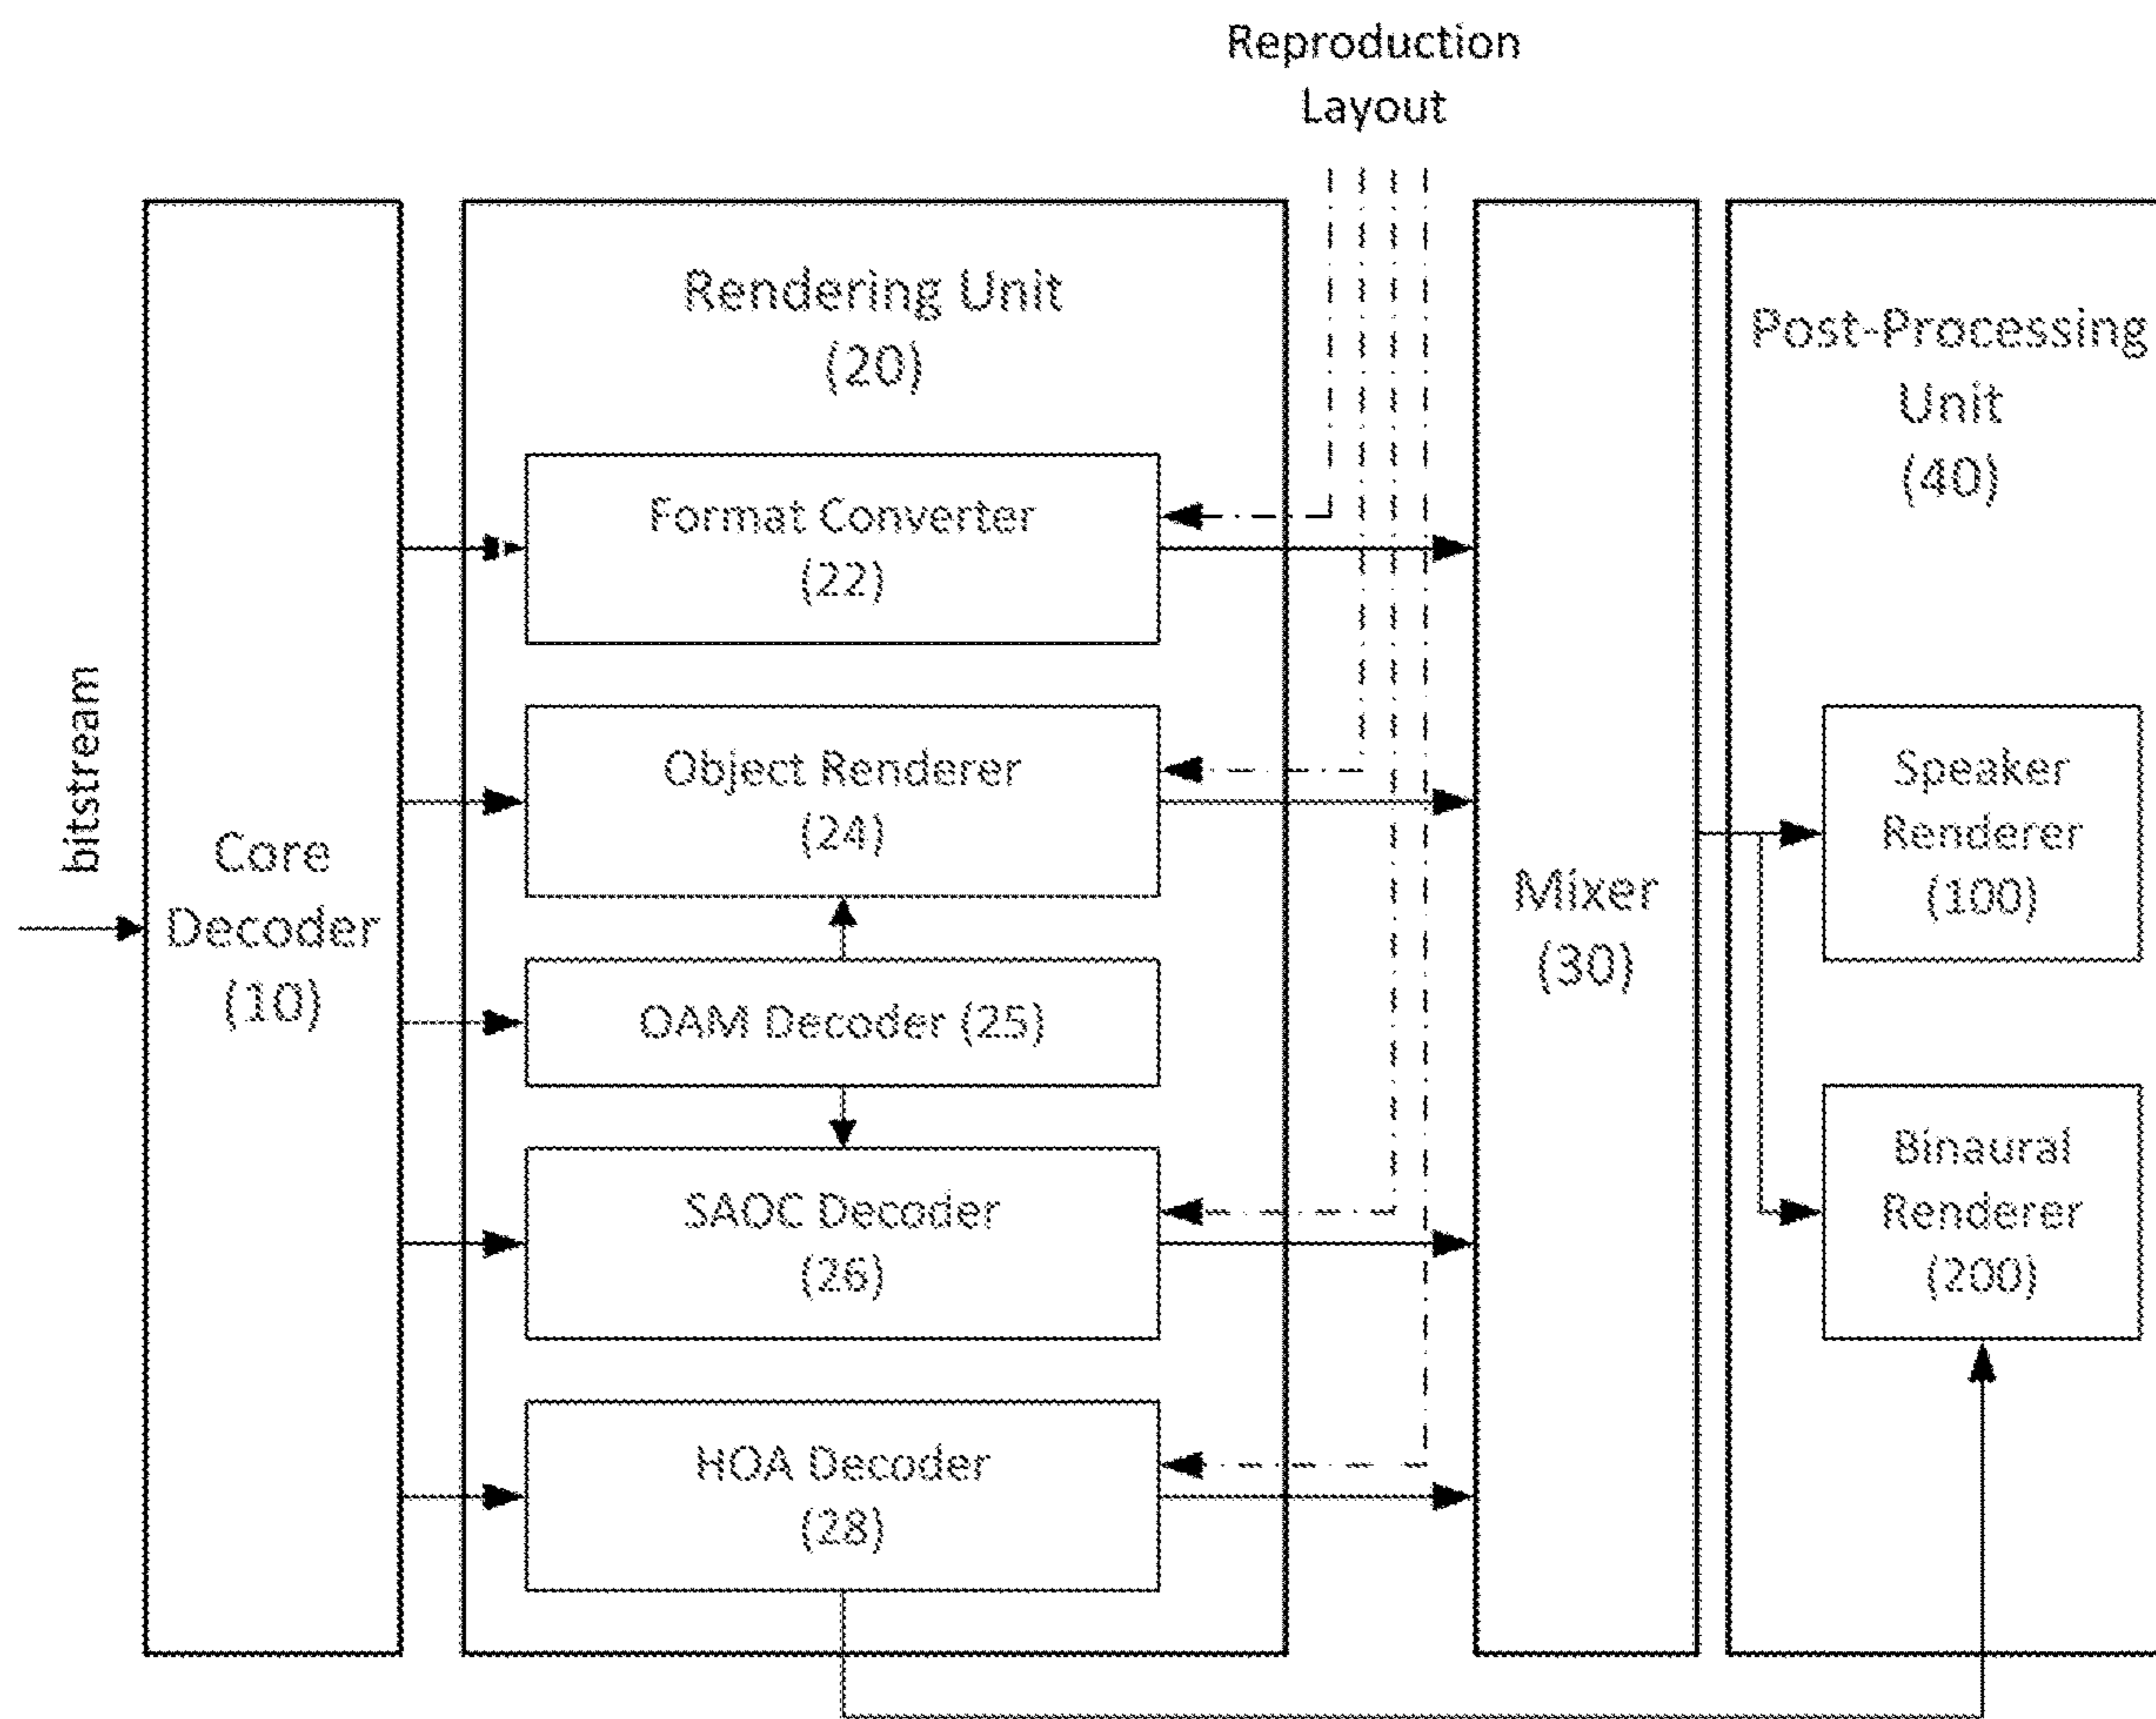 Reproduction
Layout
bitstream
Core
Decoder
(10)
Rendering Unit
(20)
Format Converter
(22)
Object Renderer
(24)
OAM Decoder (25)
SAOC Decoder
(26)
HOA Decoder
(28)
Mixer
(30)
Post-Processing
Unit
(40)
Speaker
Renderer
(100)
Binaural
Renderer
(200)